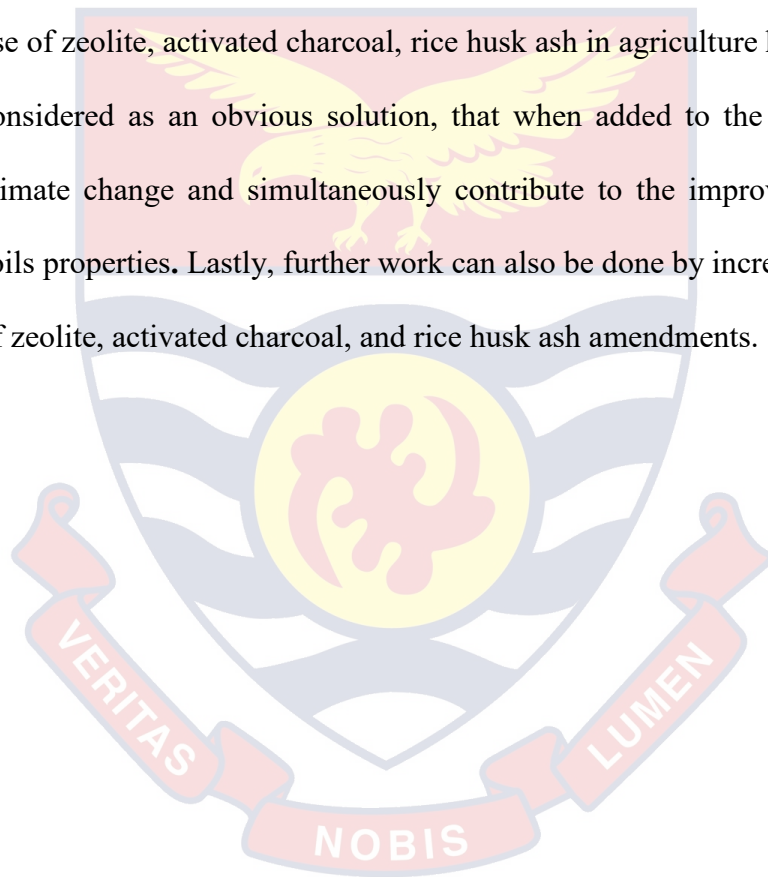 se of zeolite, activated charcoal, rice husk ash in agriculture
onsidered as an obvious solution, that when added to the
imate change and simultaneously contribute to the improv
oils properties. Lastly, further work can also be done by incre
f zeolite, activated charcoal, and rice husk ash amendments.
VERITAS
NOBIS
LUMEN